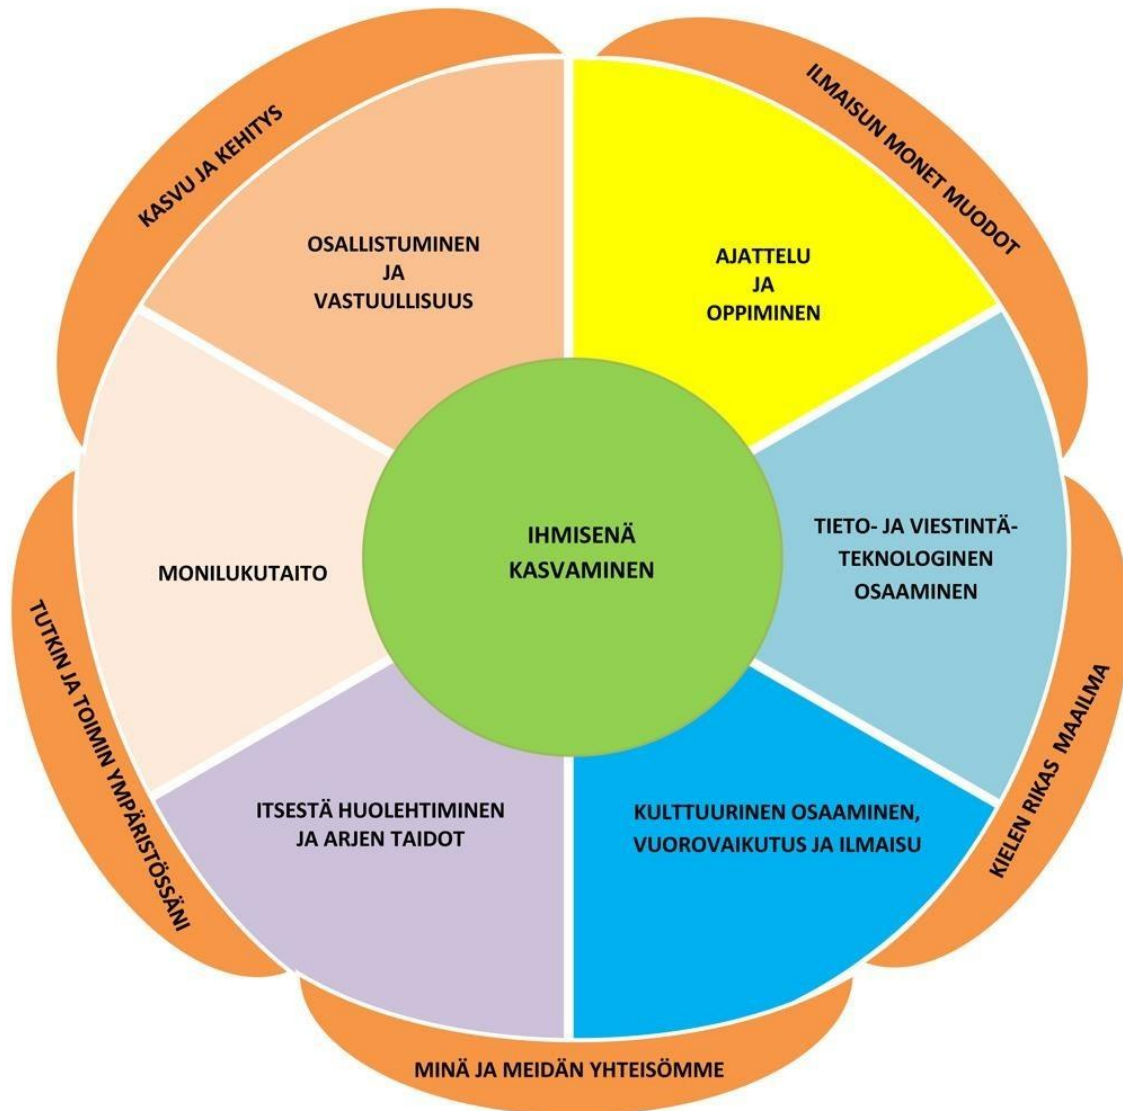 KASVU JA KEHITYS
ILMAISUN MONET MUODOT
OSALLISTUMINEN
JA
VASTUULLISUUS
AJATTELU
JA
OPPIMINEN
MONILUKUTAITO
IHMISENÄ
KASVAMINEN
TIETO- JA VIESTINTÄ-
TEKNOLOGINEN
OSAAMINEN
TUTKIN JA TOIMIN YMPÄRISTÖSSÄNI
KIELEN RIKAS MAAILMA
ITSESTÄ HUOLEHTIMINEN
JA ARJEN TAIDOT
KULTTUURINEN OSAAMINEN,
VUOROVAIKUTUS JA ILMAISU
MINÄ JA MEIDÄN YHTEISÖMME